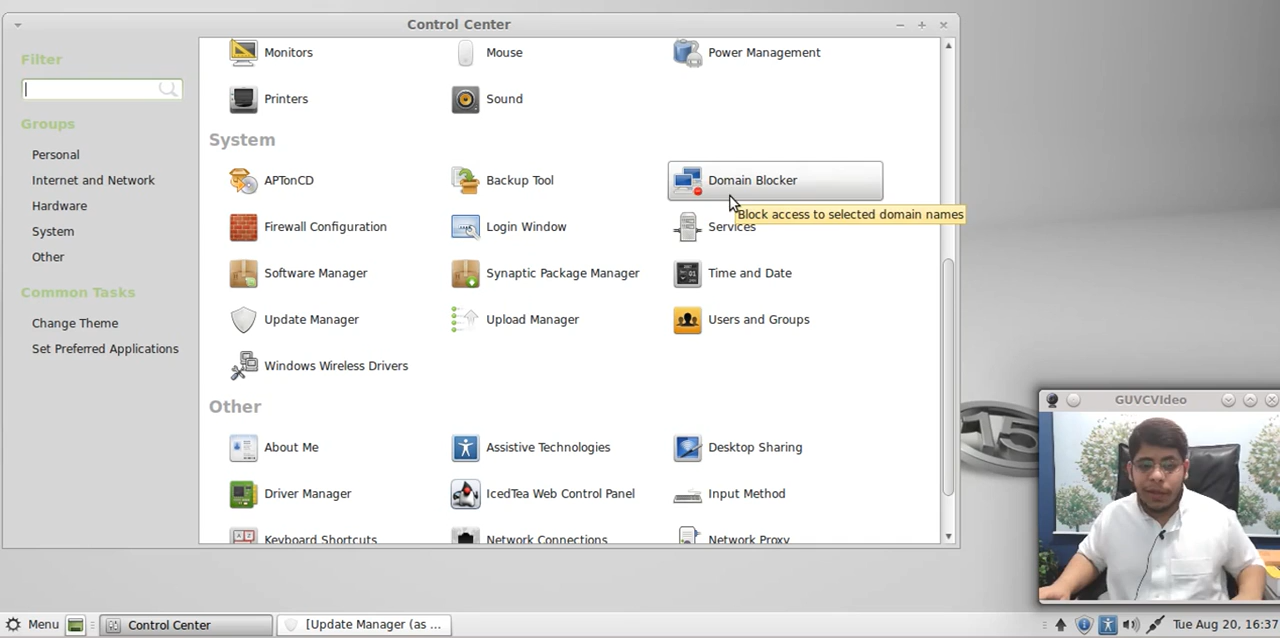 Control Center
Filter
Groups
Personal
Internet and Network
Hardware
System
Other
Common Tasks
Change Theme
Set Preferred Applications
Monitors
Mouse
Power Management
Printers
Sound
System
APTonCD
Backup Tool
Domain Blocker
Block access to selected domain names
Firewall Configuration
Login Window
Services
Software Manager
Synaptic Package Manager
Time and Date
Update Manager
Upload Manager
Users and Groups
Windows Wireless Drivers
Other
About Me
Assistive Technologies
Desktop Sharing
Driver Manager
IcedTea Web Control Panel
Input Method
Keyboard Shortcuts
Network Connections
Network Proxy
GUVCVIdeo
15
Menu
Control Center
[Update Manager (as ...
Tue Aug 20, 16:37